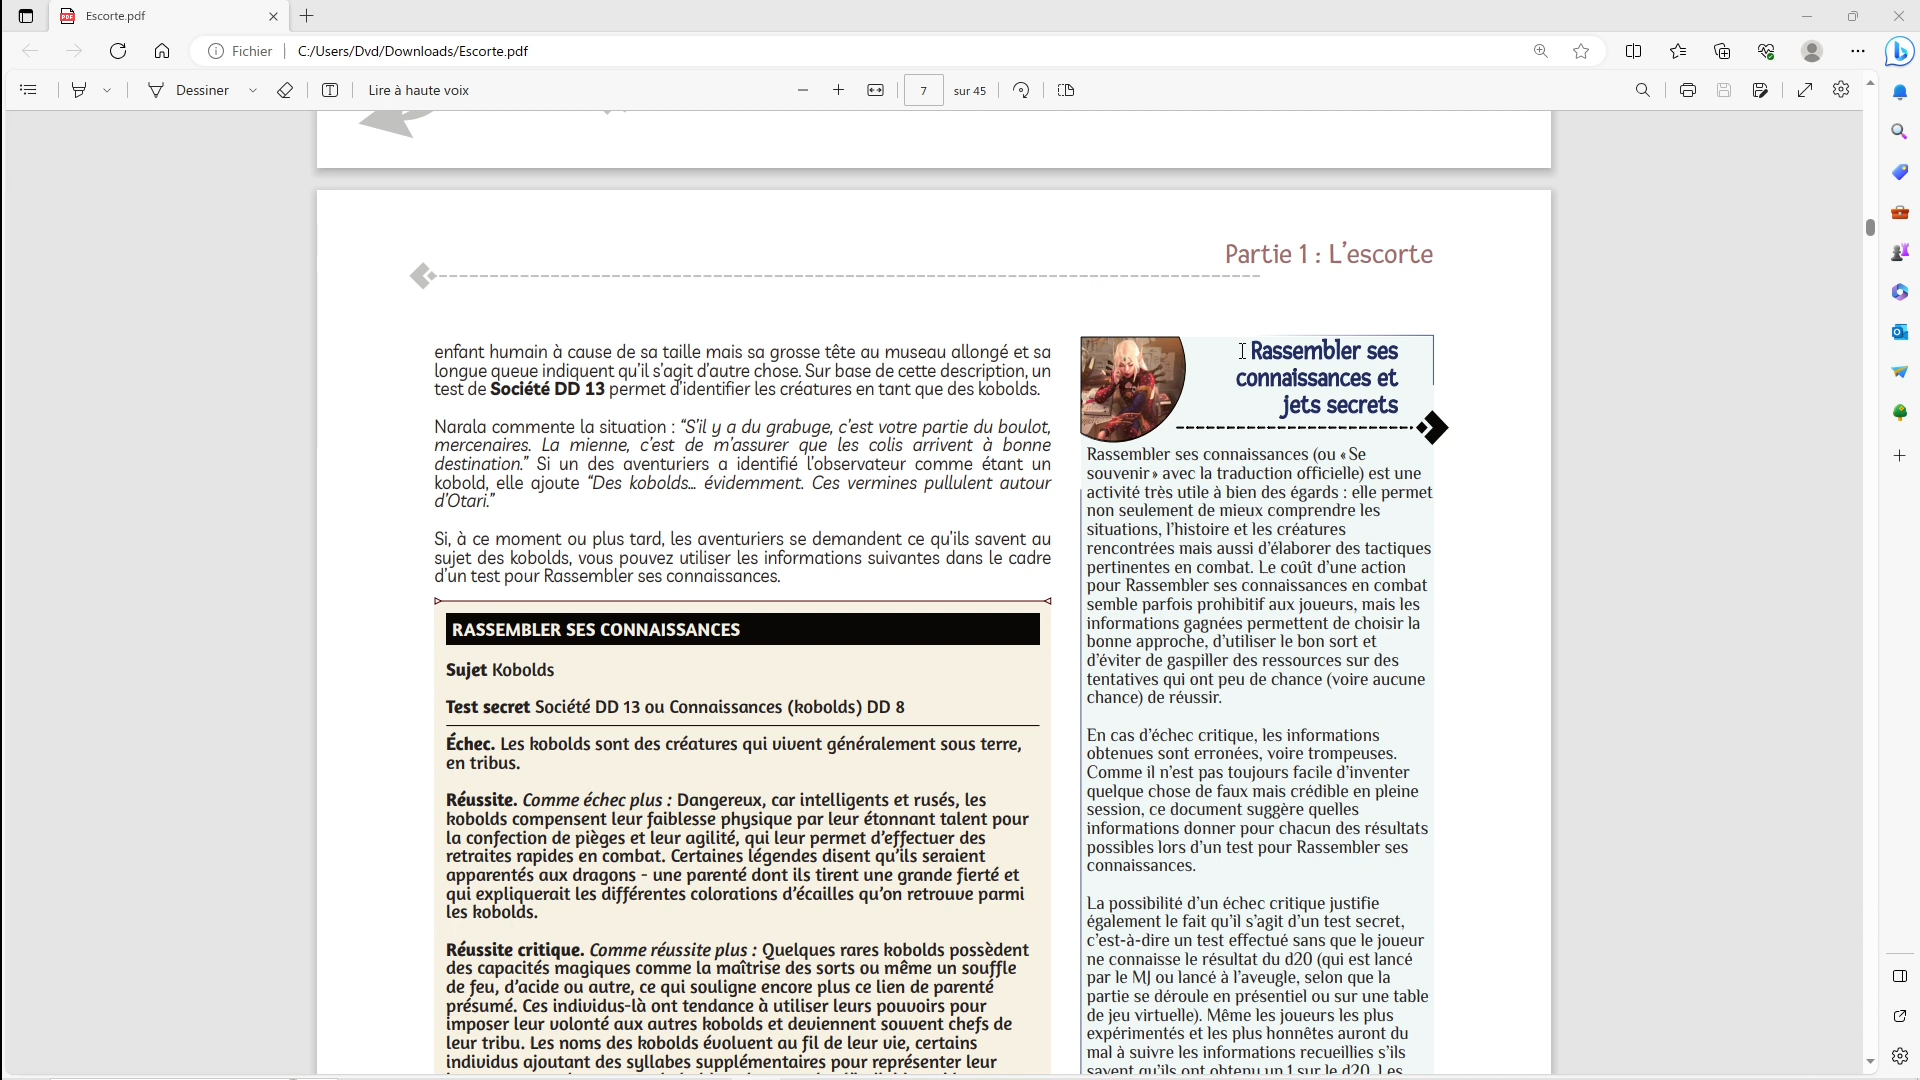 Escorte.pdf
Fichier
C:/Users/Dvd/Downloads/Escorte.pdf
Dessiner
Lire à haute voix
7
sur 45
Partie 1 : L'escorte
enfant humain à cause de sa taille mais sa grosse tête au museau allongé et sa
longue queue indiquent qu'il s'agit d'autre chose. Sur base de cette description, un
test de Société DD 13 permet d'identifier les créatures en tant que des kobolds.
Narala commente la situation : “S'il y a du grabuge, c'est votre partie du boulot,
mercenaires. La mienne, c'est de m'assurer que les colis arrivent à bonne
destination.” Si un des aventuriers a identifié l'observateur comme étant un
kobold, elle ajoute “Des kobolds… évidemment. Ces vermines pullulent autour
d'Otari.”
Si, à ce moment ou plus tard, les aventuriers se demandent ce qu'ils savent au
sujet des kobolds, vous pouvez utiliser les informations suivantes dans le cadre
d'un test pour Rassembler ses connaissances.
RASSEMBLER SES CONNAISSANCES
Sujet Kobolds
Test secret Société DD 13 ou Connaissances (kobolds) DD 8
Échec. Les kobolds sont des créatures qui vivent généralement sous terre,
en tribus.
Réussite. Comme échec plus : Dangereux, car intelligents et rusés, les
kobolds compensent leur faiblesse physique par leur étonnant talent pour
la confection de pièges et leur agilité, qui leur permet d'effectuer des
retraites rapides en combat. Certaines légendes disent qu'ils seraient
apparentés aux dragons - une parenté dont ils tirent une grande fierté et
qui expliquerait les différentes colorations d'écailles qu'on retrouve parmi
les kobolds.
Réussite critique. Comme réussite plus : Quelques rares kobolds possèdent
des capacités magiques comme la maîtrise des sorts ou même un souffle
de feu, d'acide ou autre, ce qui souligne encore plus ce lien de parenté
présumé. Ces individus-là ont tendance à utiliser leurs pouvoirs pour
imposer leur volonté aux autres kobolds et deviennent souvent chefs de
leur tribu. Les noms des kobolds évoluent au fil de leur vie, certains
individus ajoutant des syllabes supplémentaires pour représenter leur
Rassembler ses
connaissances et
jets secrets
Rassembler ses connaissances (ou « Se
souvenir » avec la traduction officielle) est une
activité très utile à bien des égards : elle permet
non seulement de mieux comprendre les
situations, l'histoire et les créatures
rencontrées mais aussi d'élaborer des tactiques
pertinentes en combat. Le coût d'une action
pour Rassembler ses connaissances en combat
semble parfois prohibitif aux joueurs, mais les
informations gagnées permettent de choisir la
bonne approche, d'utiliser le bon sort et
d'éviter de gaspiller des ressources sur des
tentatives qui ont peu de chance (voire aucune
chance) de réussir.
En cas d'échec critique, les informations
obtenues sont erronées, voire trompeuses.
Comme il n'est pas toujours facile d'inventer
quelque chose de faux mais crédible en pleine
session, ce document suggère quelles
informations donner pour chacun des résultats
possibles lors d'un test pour Rassembler ses
connaissances.
La possibilité d'un échec critique justifie
également le fait qu'il s'agit d'un test secret,
c'est-à-dire un test effectué sans que le joueur
ne connaisse le résultat du d20 (qui est lancé
par le MJ ou lancé à l'aveugle, selon que la
partie se déroule en présentiel ou sur une table
de jeu virtuelle). Même les joueurs les plus
expérimentés et les plus honnêtes auront du
mal à suivre les informations recueillies s'ils
savent qu'ils ont obtenu un 1 sur le d20. Les